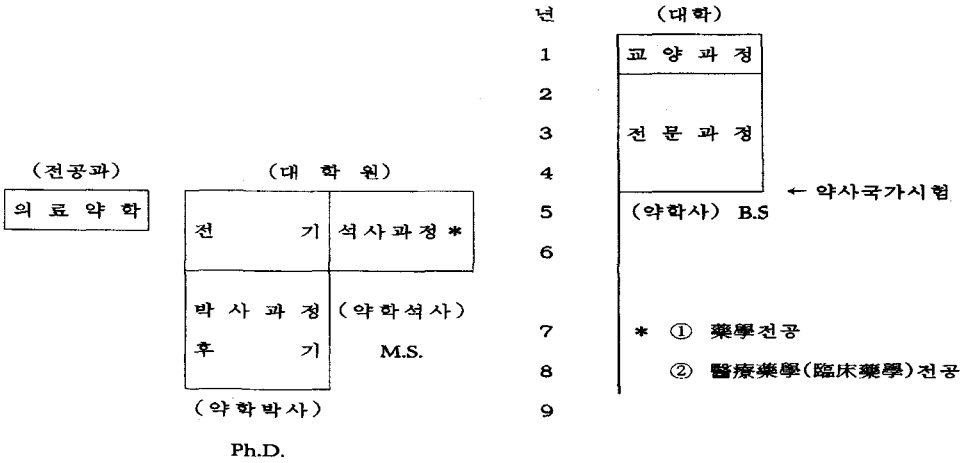 년 (대학)
1 교 양 과 정
2
3 전 문 과 정
(전공과) (대 학 원) 4
← 약사국가시험
의 료 약 학 5 (약학사) B.S
전 기 석사과정 *
6
박 사 과 정 (약학석사)
7 * ① 藥學전공
후 기 M.S.
8 ② 醫療藥學(臨床藥學)전공
(약학박사) 9
Ph.D.